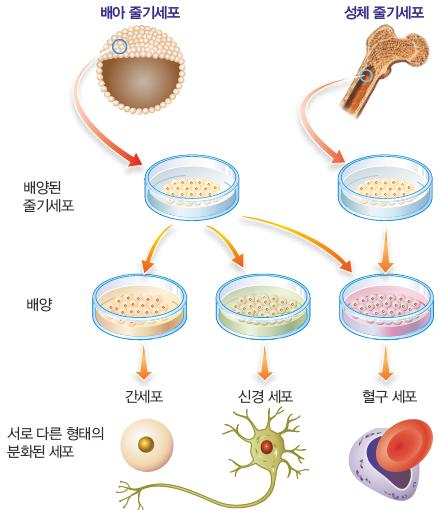 배아 줄기세포
성체 줄기세포
배양된
줄기세포
배양
간세포
신경 세포
혈구 세포
서로 다른 형태의
분화된 세포